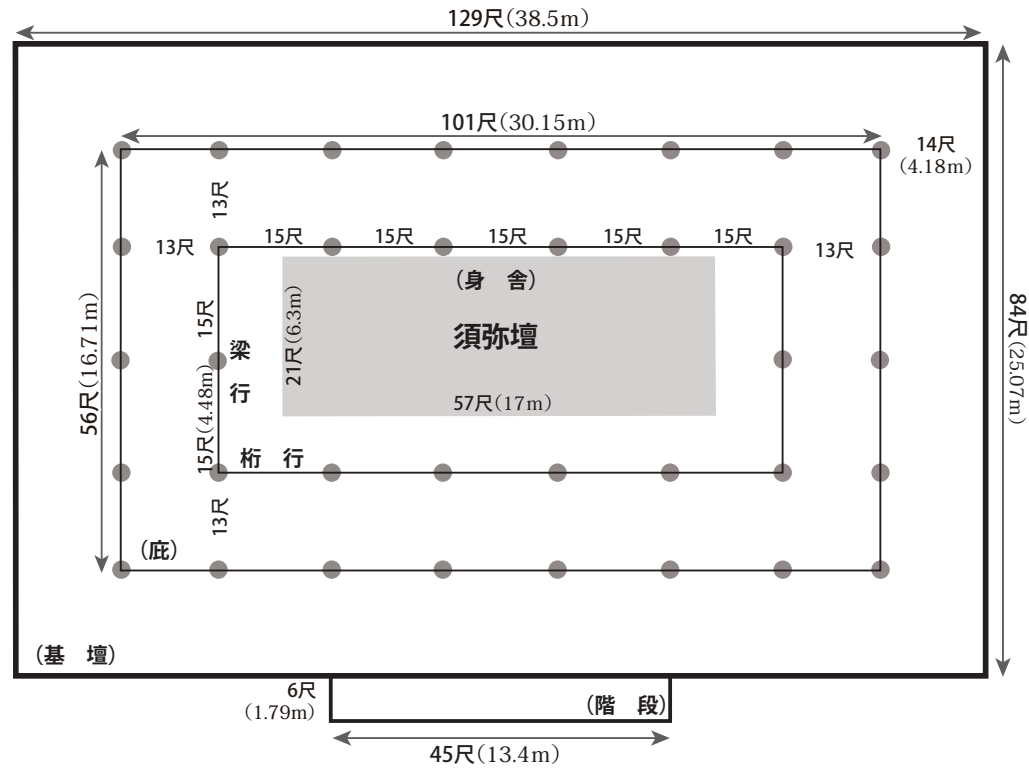 129尺(38.5m)
101尺(30.15m)
14尺
(4.18m)
13尺
13尺
15尺
15尺
15尺
15尺
15尺
13尺
(身　舎)
須弥壇
21尺(6.3m)
57尺(17m)
15尺
梁
行
15尺(4.48m)
桁　行
13尺
56尺(16.71m)
84尺(25.07m)
(庇)
(基　壇)
6尺
(1.79m)
(階　段)
45尺(13.4m)